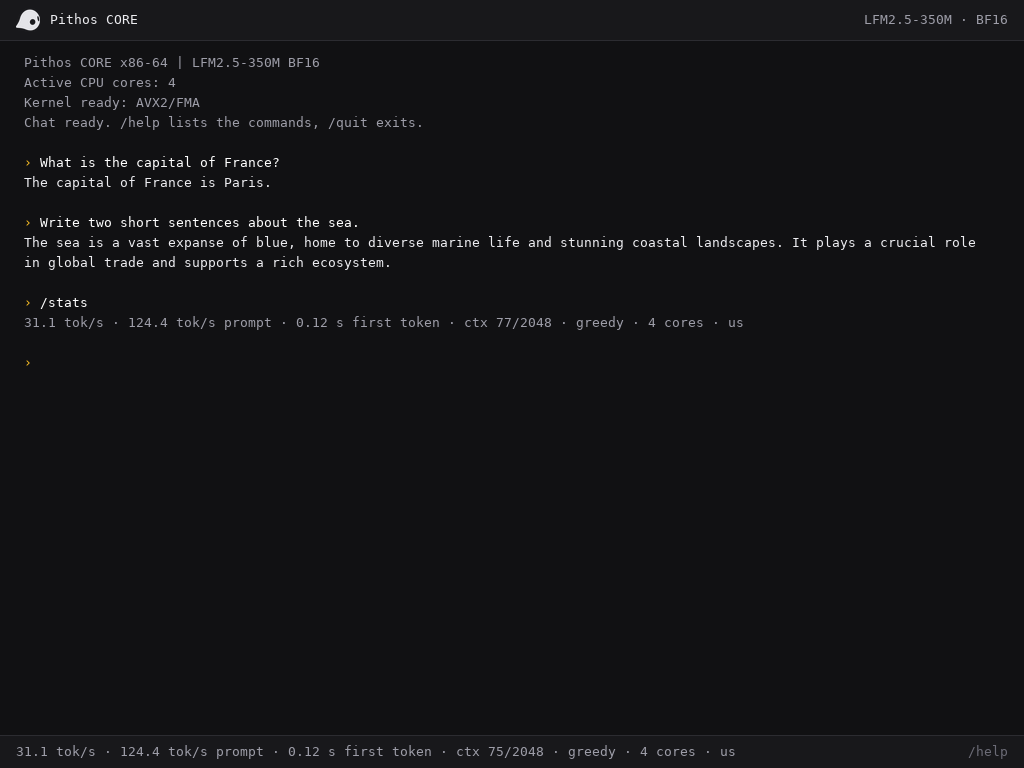 Pithos CORE
LFM2.5-350M · BF16
Pithos CORE x86-64 | LFM2.5-350M BF16
Active CPU cores: 4
Kernel ready: AVX2/FMA
Chat ready. /help lists the commands, /quit exits.
› What is the capital of France?
The capital of France is Paris.
› Write two short sentences about the sea.
The sea is a vast expanse of blue, home to diverse marine life and stunning coastal landscapes. It plays a crucial role
in global trade and supports a rich ecosystem.
› /stats
31.1 tok/s · 124.4 tok/s prompt · 0.12 s first token · ctx 77/2048 · greedy · 4 cores · us
›
31.1 tok/s · 124.4 tok/s prompt · 0.12 s first token · ctx 75/2048 · greedy · 4 cores · us
/help